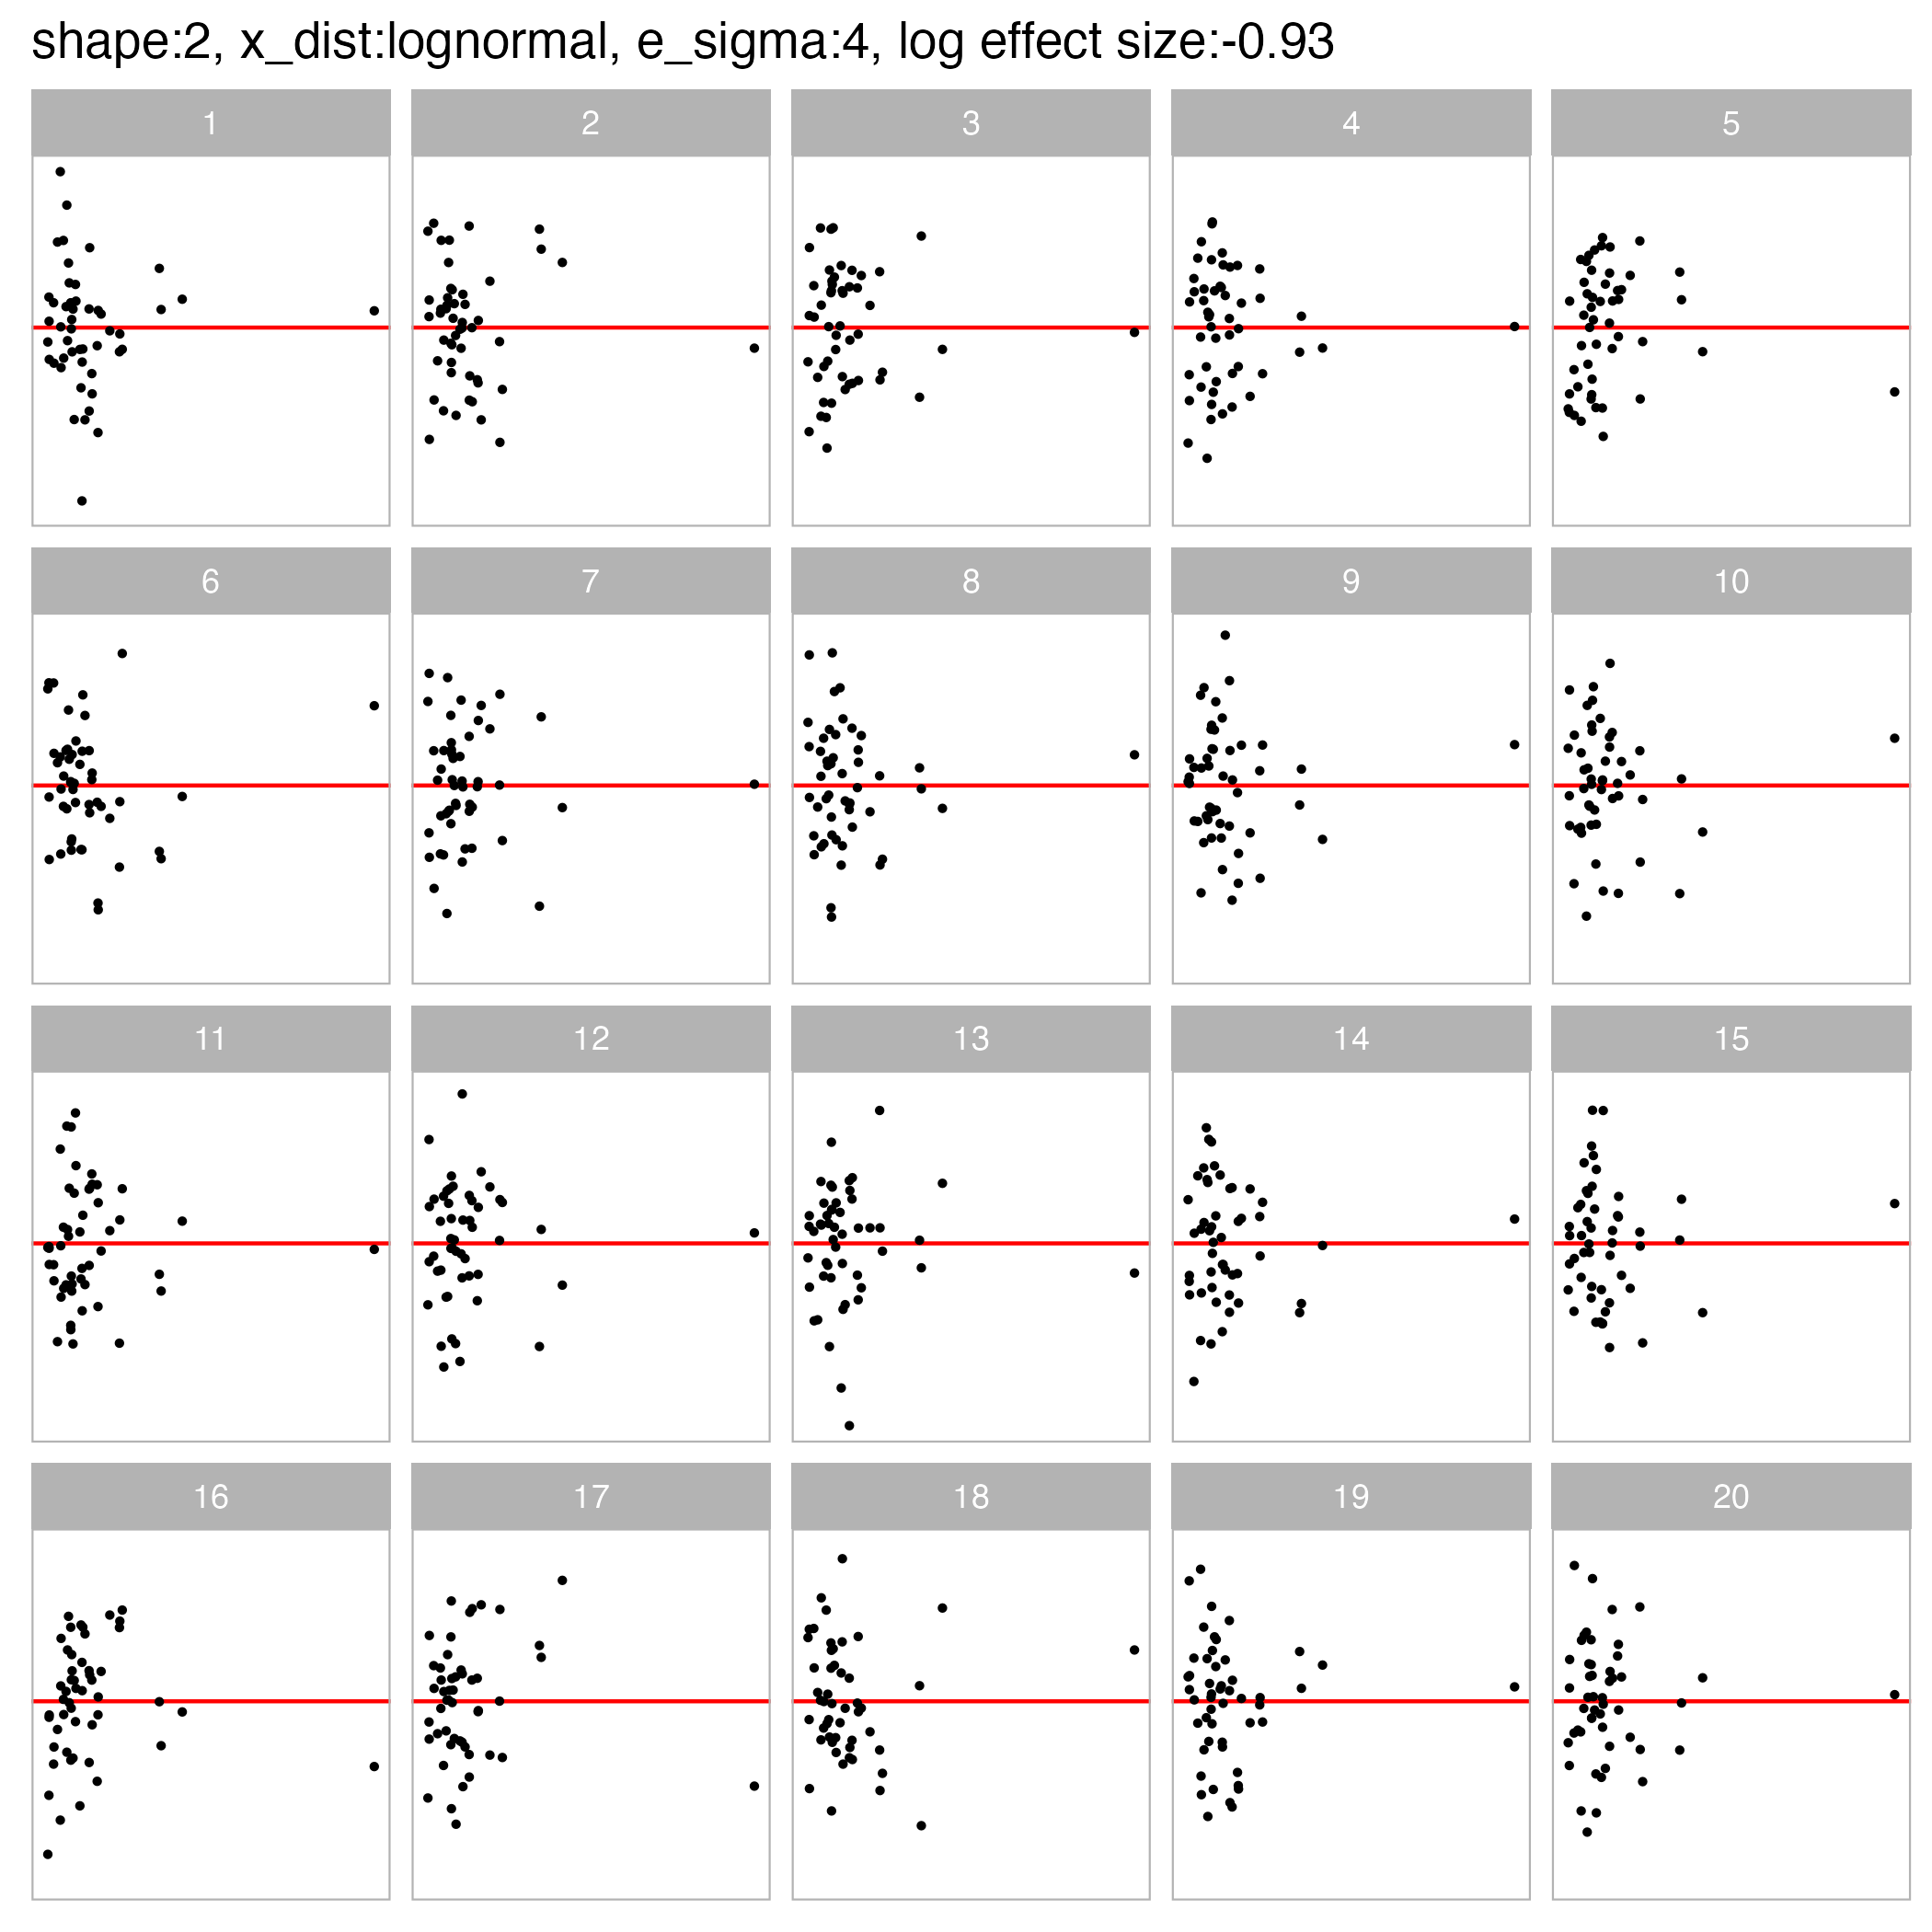 shape:2, x_dist:lognormal, e_sigma:4, log effect size:-0.93
1 2 3 4 5
6 7 8 9 10
11 12 13 14 15
16 17 18 19 20